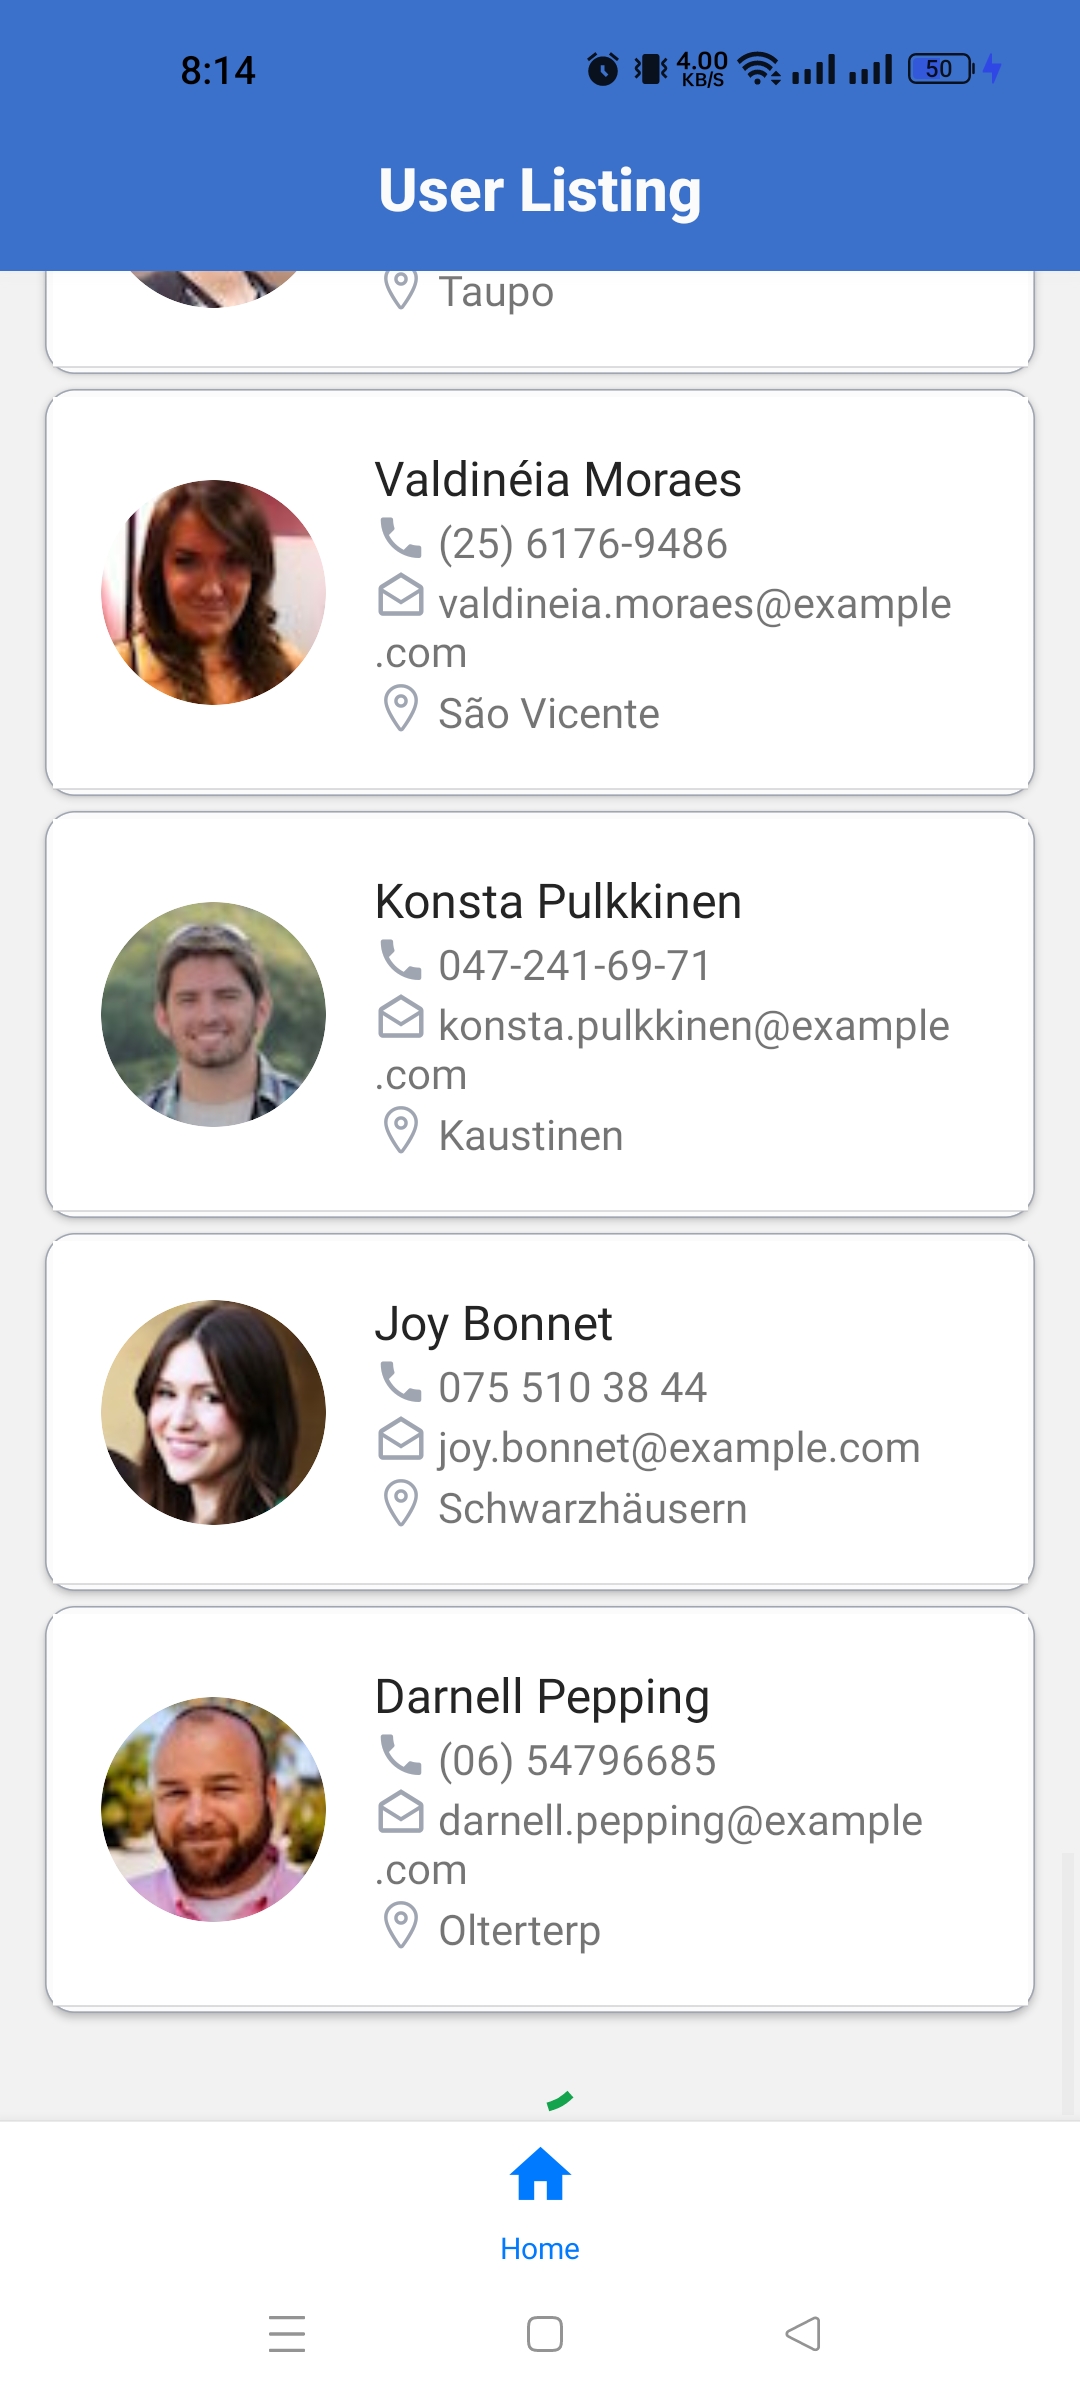 8:14
4.00
KB/S
50
User Listing
Taupo
Valdinéia Moraes
(25) 6176-9486
valdineia.moraes@example
.com
São Vicente
Konsta Pulkkinen
047-241-69-71
konsta.pulkkinen@example
.com
Kaustinen
Joy Bonnet
075 510 38 44
joy.bonnet@example.com
Schwarzhäusern
Darnell Pepping
(06) 54796685
darnell.pepping@example
.com
Olterterp
Home